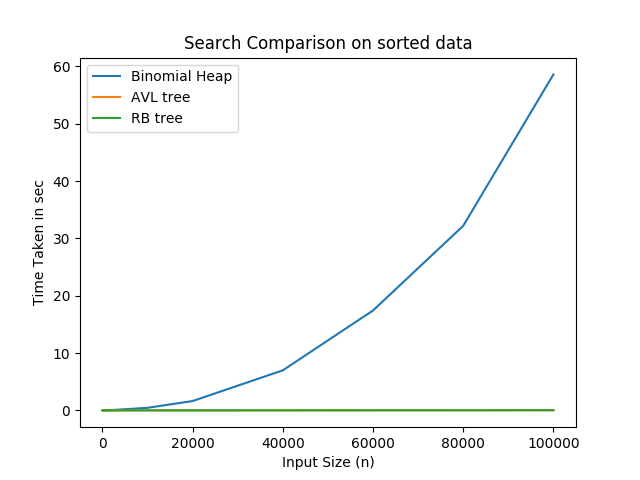 Search Comparison on sorted data
Binomial Heap
AVL tree
RB tree
Time Taken in sec
60
50
40
30
20
10
0
0 20000 40000 60000 80000 100000
Input Size (n)